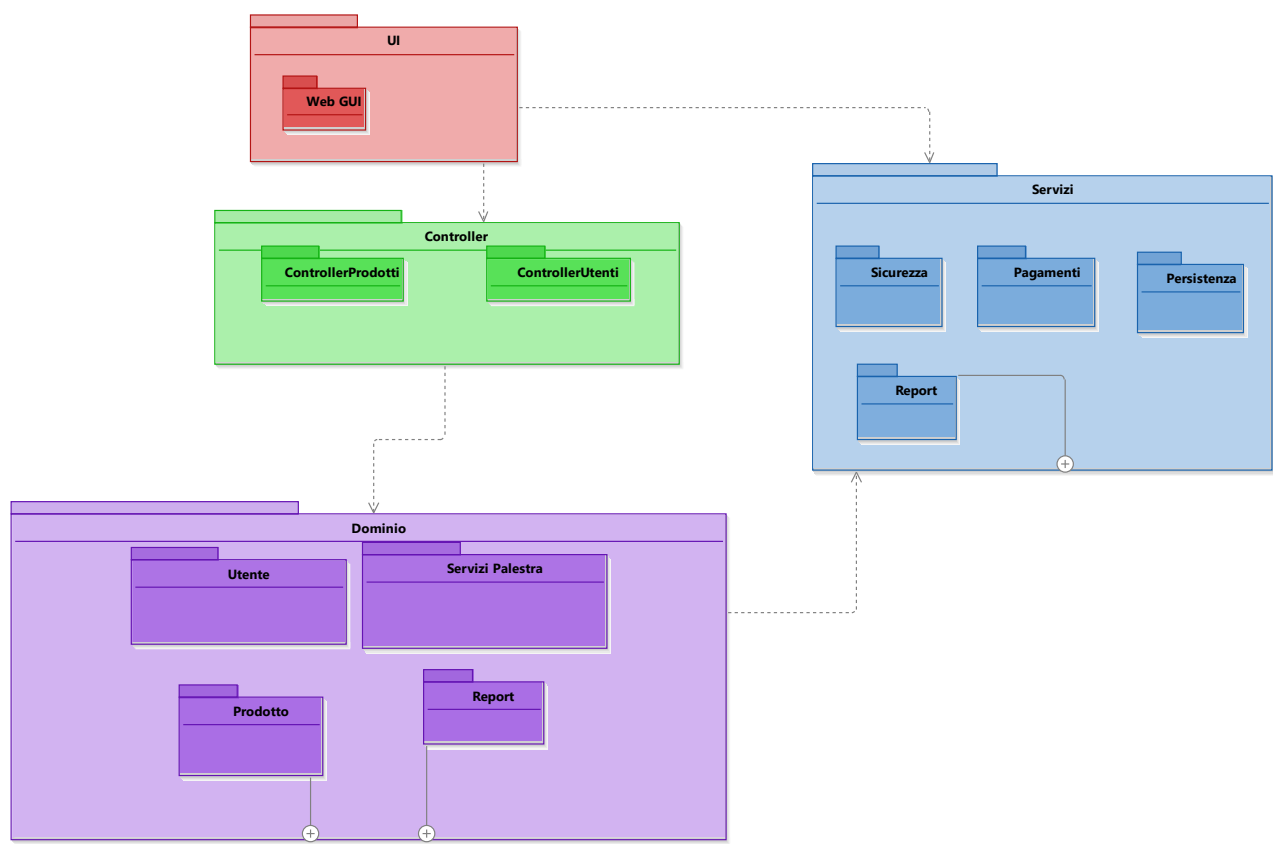 UI
Web GUI
Controller
ControllerProdotti
ControllerUtenti
Servizi
Sicurezza
Pagamenti
Persistenza
Report
Dominio
Utente
Servizi Palestra
Prodotto
Report